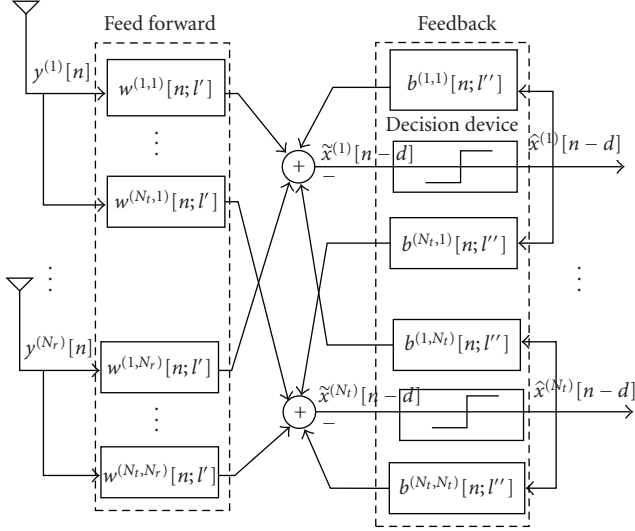 Feed forward
Feedback
y^{(1)}[n]
w^{(1,1)}[n; l′]
b^{(1,1)}[n; l′′]
Decision device
⋮
+
x̃^{(1)}[n − d]
−
x̂^{(1)}[n − d]
w^{(N_t,1)}[n; l′]
b^{(N_t,1)}[n; l′′]
⋮
⋮
y^{(N_r)}[n]
w^{(1,N_r)}[n; l′]
b^{(1,N_t)}[n; l′′]
⋮
+
x̃^{(N_t)}[n − d]
−
x̂^{(N_t)}[n − d]
w^{(N_t,N_r)}[n; l′]
b^{(N_t,N_t)}[n; l′′]